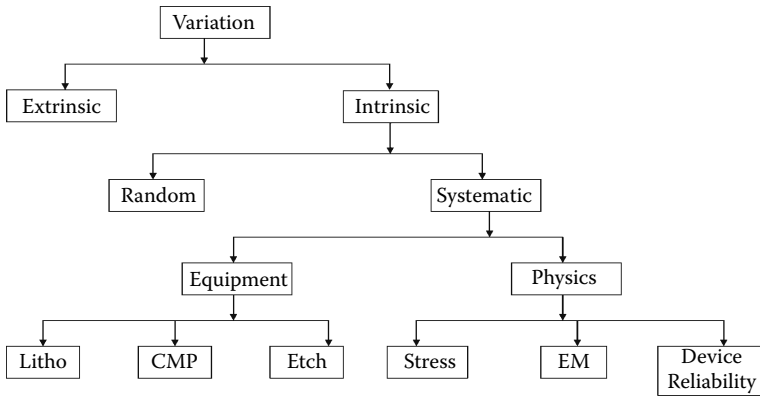 Variation
Extrinsic
Intrinsic
Random
Systematic
Equipment
Physics
Litho
CMP
Etch
Stress
EM
Device
Reliability